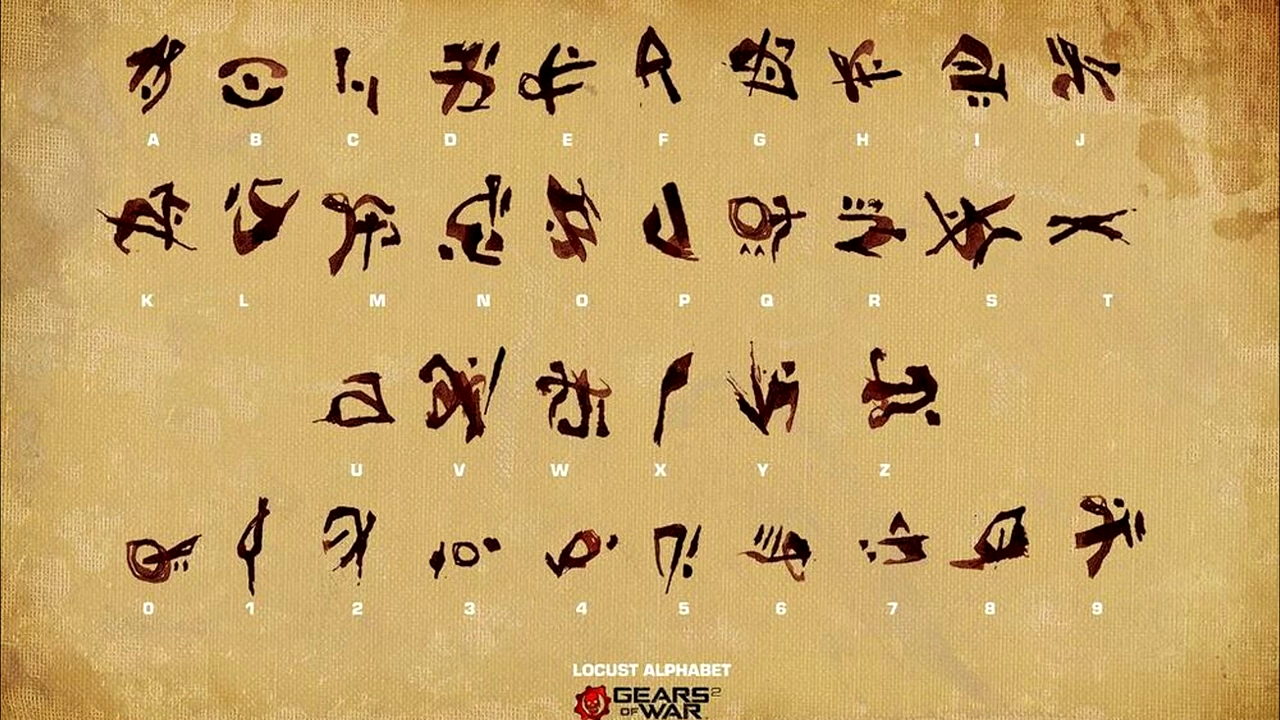 A B C D E F G H I J
K L M N O P Q R S T
U V W X Y Z
0 1 2 3 4 5 6 7 8 9
LOCUST ALPHABET
GEARS 2
OF WAR